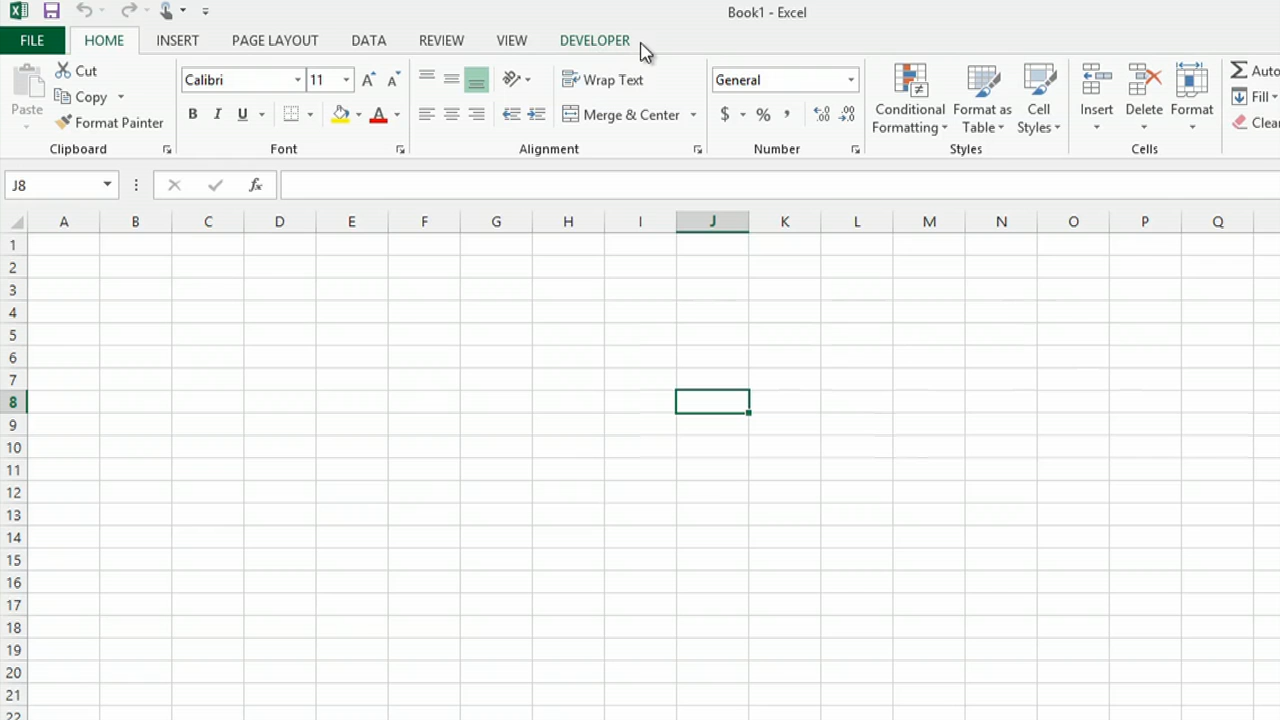 Book1 - Excel
FILE HOME INSERT PAGE LAYOUT DATA REVIEW VIEW DEVELOPER
Paste
Cut
Copy
Format Painter
Clipboard
Calibri 11
B I U A
Font
Wrap Text
Merge & Center
Alignment
General
$ % ,
Number
Conditional Formatting
Format as Table
Cell Styles
Styles
Insert Delete Format
Cells
Auto
Fill
Clea
J8 fx
A B C D E F G H I J K L M N O P Q
1
2
3
4
5
6
7
8
9
10
11
12
13
14
15
16
17
18
19
20
21
22